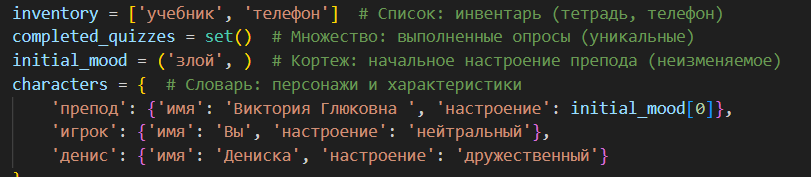 inventory = ['учебник', 'телефон']  # Список: инвентарь (тетрадь, телефон)
completed_quizzes = set()  # Множество: выполненные опросы (уникальные)
initial_mood = ('злой', )  # Кортеж: начальное настроение препода (неизменяемое)
characters = {  # Словарь: персонажи и характеристики
    'препод': {'имя': 'Виктория Глюковна ', 'настроение': initial_mood[0]},
    'игрок': {'имя': 'Вы', 'настроение': 'нейтральный'},
    'денис': {'имя': 'Дениска', 'настроение': 'дружественный'}
}